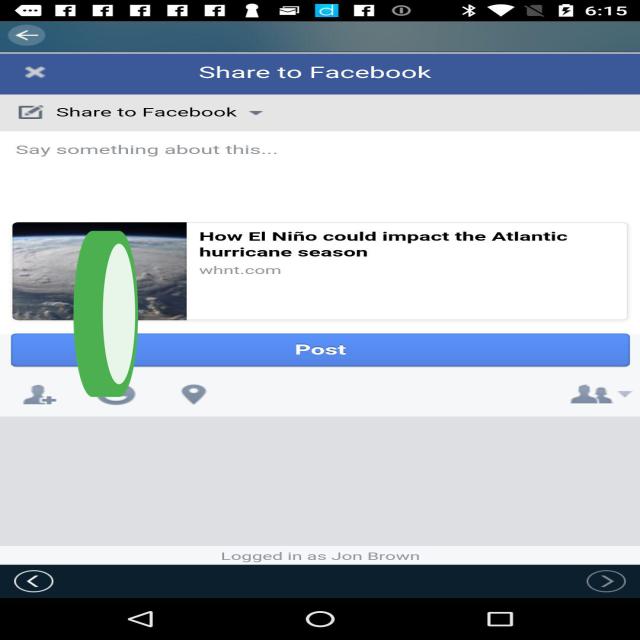 6:15
Share to Facebook
Share to Facebook
Say something about this...
How El Niño could impact the Atlantic
hurricane season
whnt.com
Post
Logged in as Jon Brown